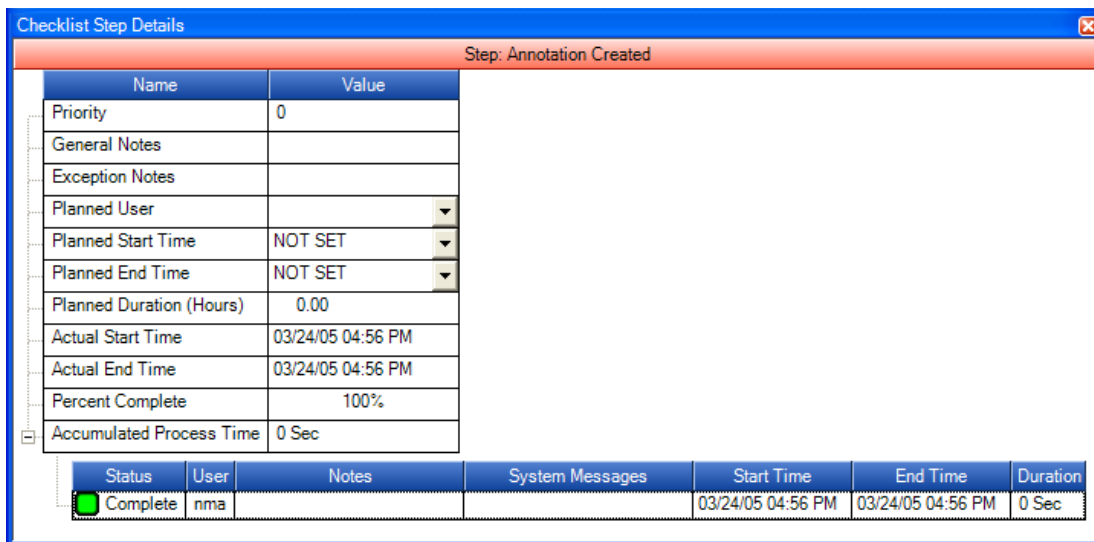 Checklist Step Details
Step: Annotation Created
Name Value
Priority 0
General Notes
Exception Notes
Planned User
Planned Start Time NOT SET
Planned End Time NOT SET
Planned Duration (Hours) 0.00
Actual Start Time 03/24/05 04:56 PM
Actual End Time 03/24/05 04:56 PM
Percent Complete 100%
Accumulated Process Time 0 Sec
Status User Notes System Messages Start Time End Time Duration
Complete nma 03/24/05 04:56 PM 03/24/05 04:56 PM 0 Sec